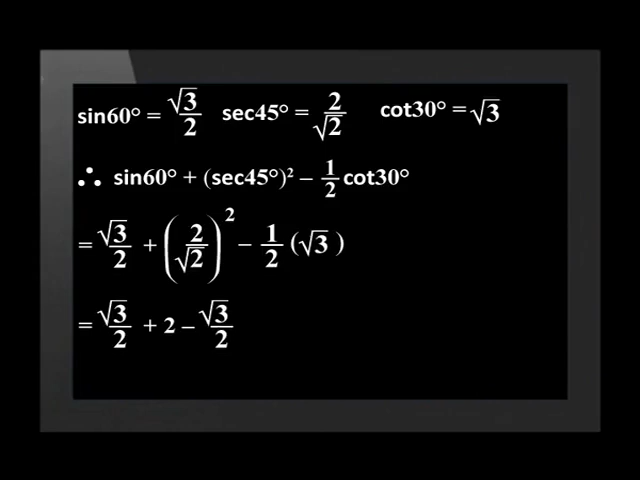 sin60° = √3/2 sec45° = 2/√2 cot30° = √3
∴ sin60° + (sec45°)² – 1/2 cot30°
= √3/2 + (2/√2)² – 1/2 (√3 )
= √3/2 + 2 – √3/2